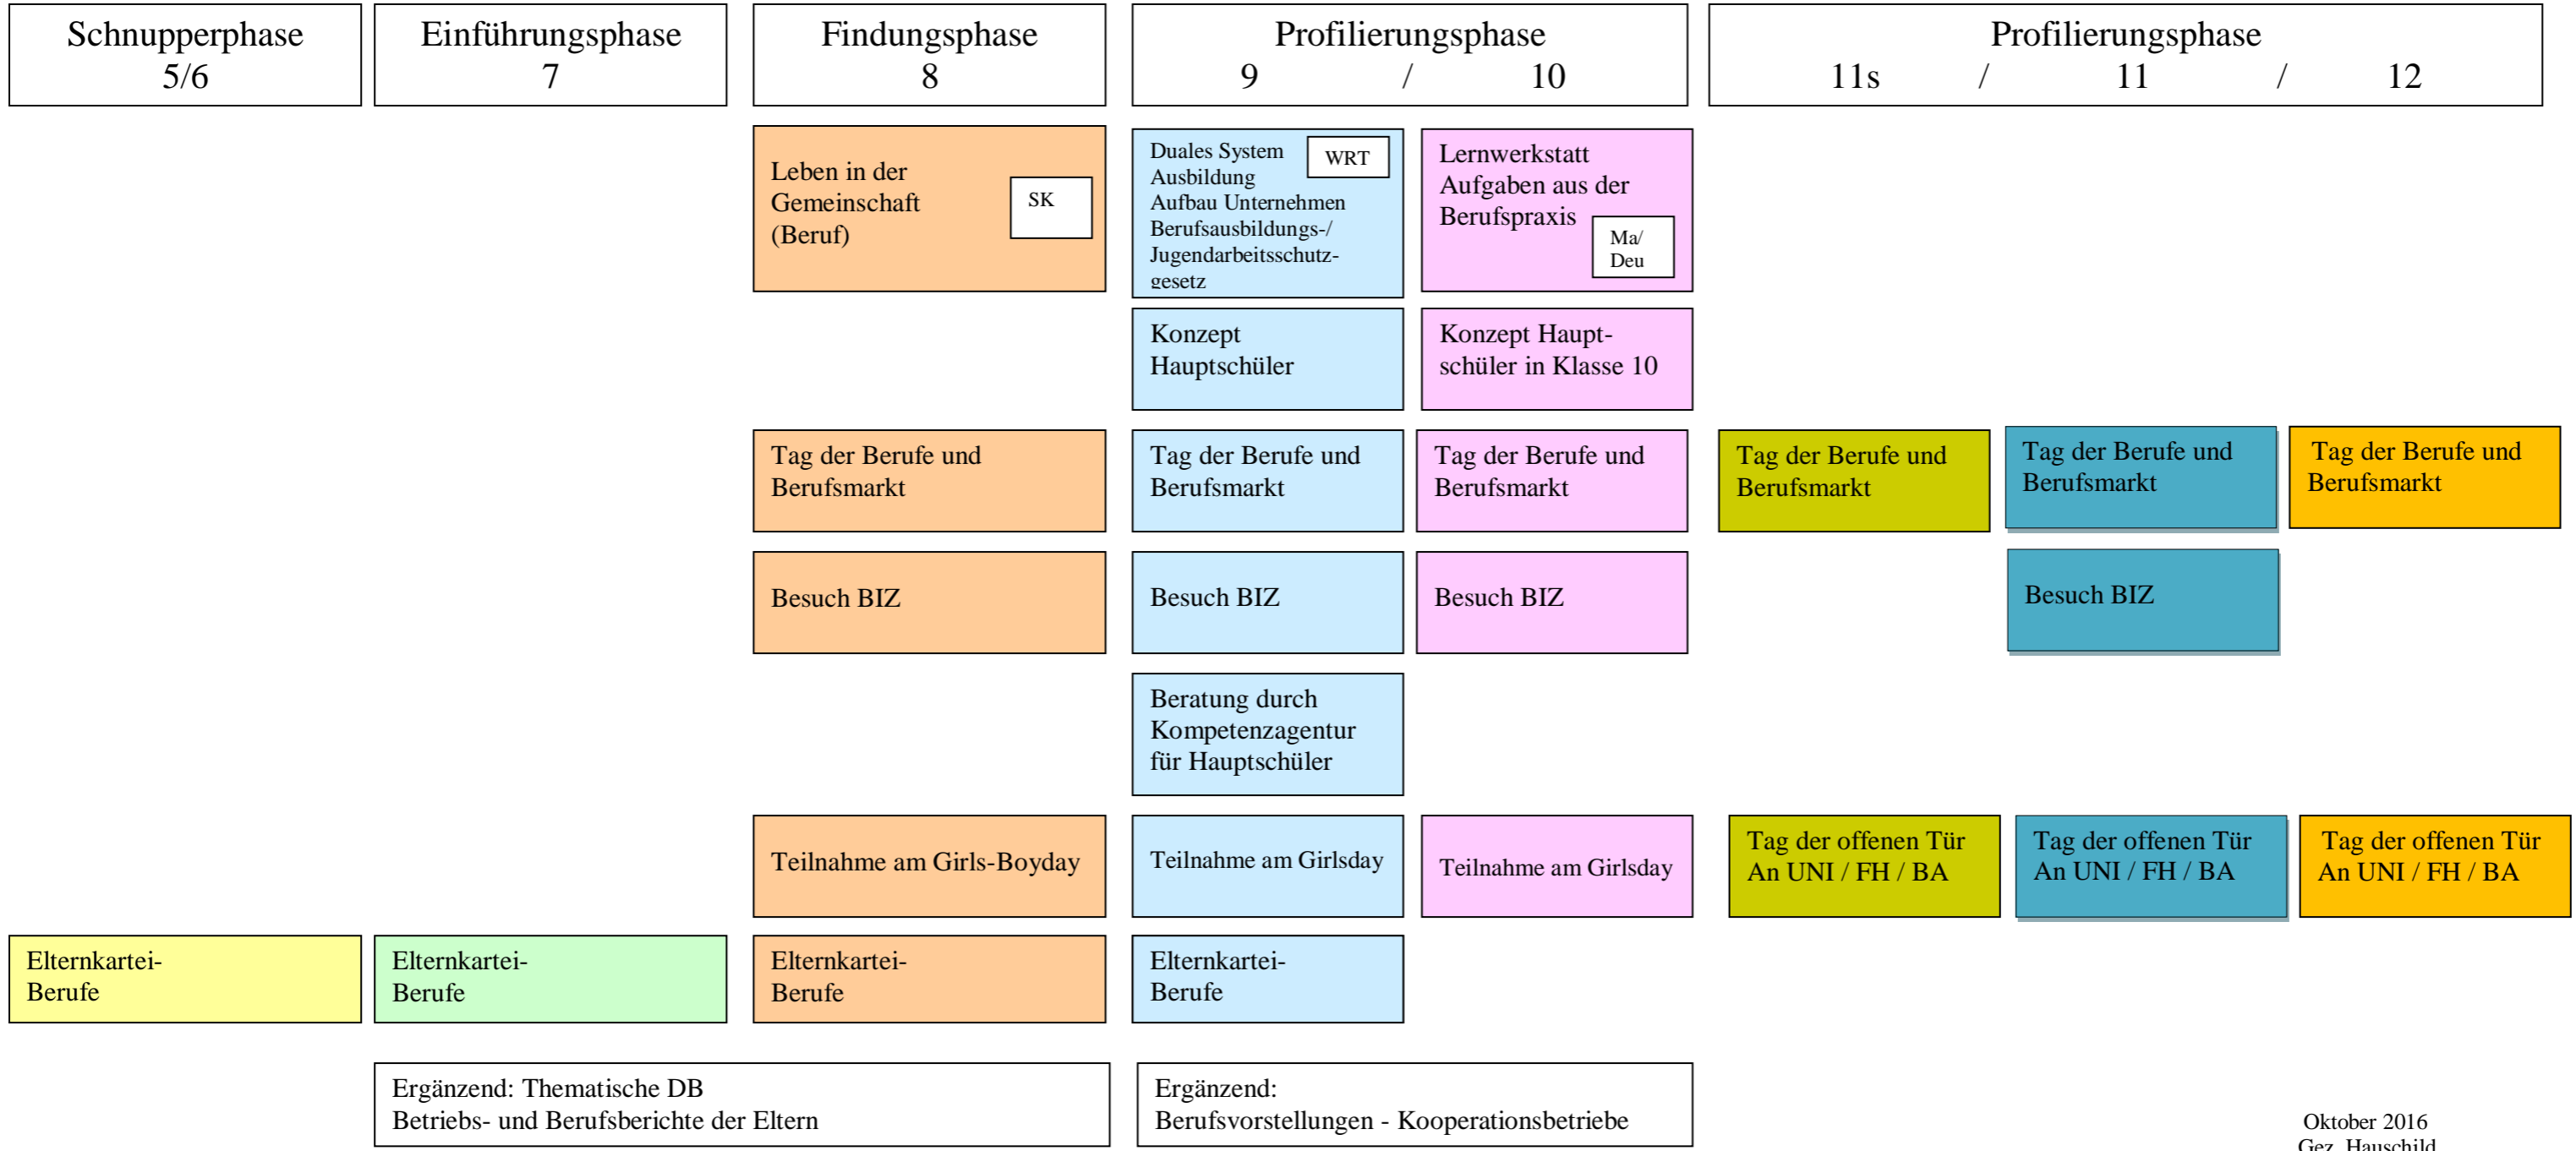 Schnupperphase
5/6
Einführungsphase
7
Findungsphase
8
Profilierungsphase
9 / 10
Profilierungsphase
11s / 11 / 12
Leben in der
Gemeinschaft
(Beruf)
SK
Duales System
Ausbildung
Aufbau Unternehmen
Berufsausbildungs-/
Jugendarbeitsschutz-
gesetz
WRT
Lernwerkstatt
Aufgaben aus der
Berufspraxis
Ma/
Deu
Konzept
Hauptschüler
Konzept Haupt-
schüler in Klasse 10
Tag der Berufe und
Berufsmarkt
Tag der Berufe und
Berufsmarkt
Tag der Berufe und
Berufsmarkt
Tag der Berufe und
Berufsmarkt
Tag der Berufe und
Berufsmarkt
Tag der Berufe und
Berufsmarkt
Besuch BIZ
Besuch BIZ
Besuch BIZ
Besuch BIZ
Beratung durch
Kompetenzagentur
für Hauptschüler
Teilnahme am Girls-Boyday
Teilnahme am Girlsday
Teilnahme am Girlsday
Tag der offenen Tür
An UNI / FH / BA
Tag der offenen Tür
An UNI / FH / BA
Tag der offenen Tür
An UNI / FH / BA
Elternkartei-
Berufe
Elternkartei-
Berufe
Elternkartei-
Berufe
Elternkartei-
Berufe
Ergänzend: Thematische DB
Betriebs- und Berufsberichte der Eltern
Ergänzend:
Berufsvorstellungen - Kooperationsbetriebe
Oktober 2016
Gez. Hauschild